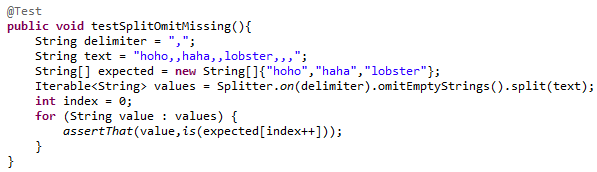 @Test
public void testSplitOmitMissing(){
    String delimiter = ",";
    String text = "hoho,,haha,,lobster,,,";
    String[] expected = new String[]{"hoho","haha","lobster"};
    Iterable<String> values = Splitter.on(delimiter).omitEmptyStrings().split(text);
    int index = 0;
    for (String value : values) {
        assertThat(value,is(expected[index++]));
    }
}